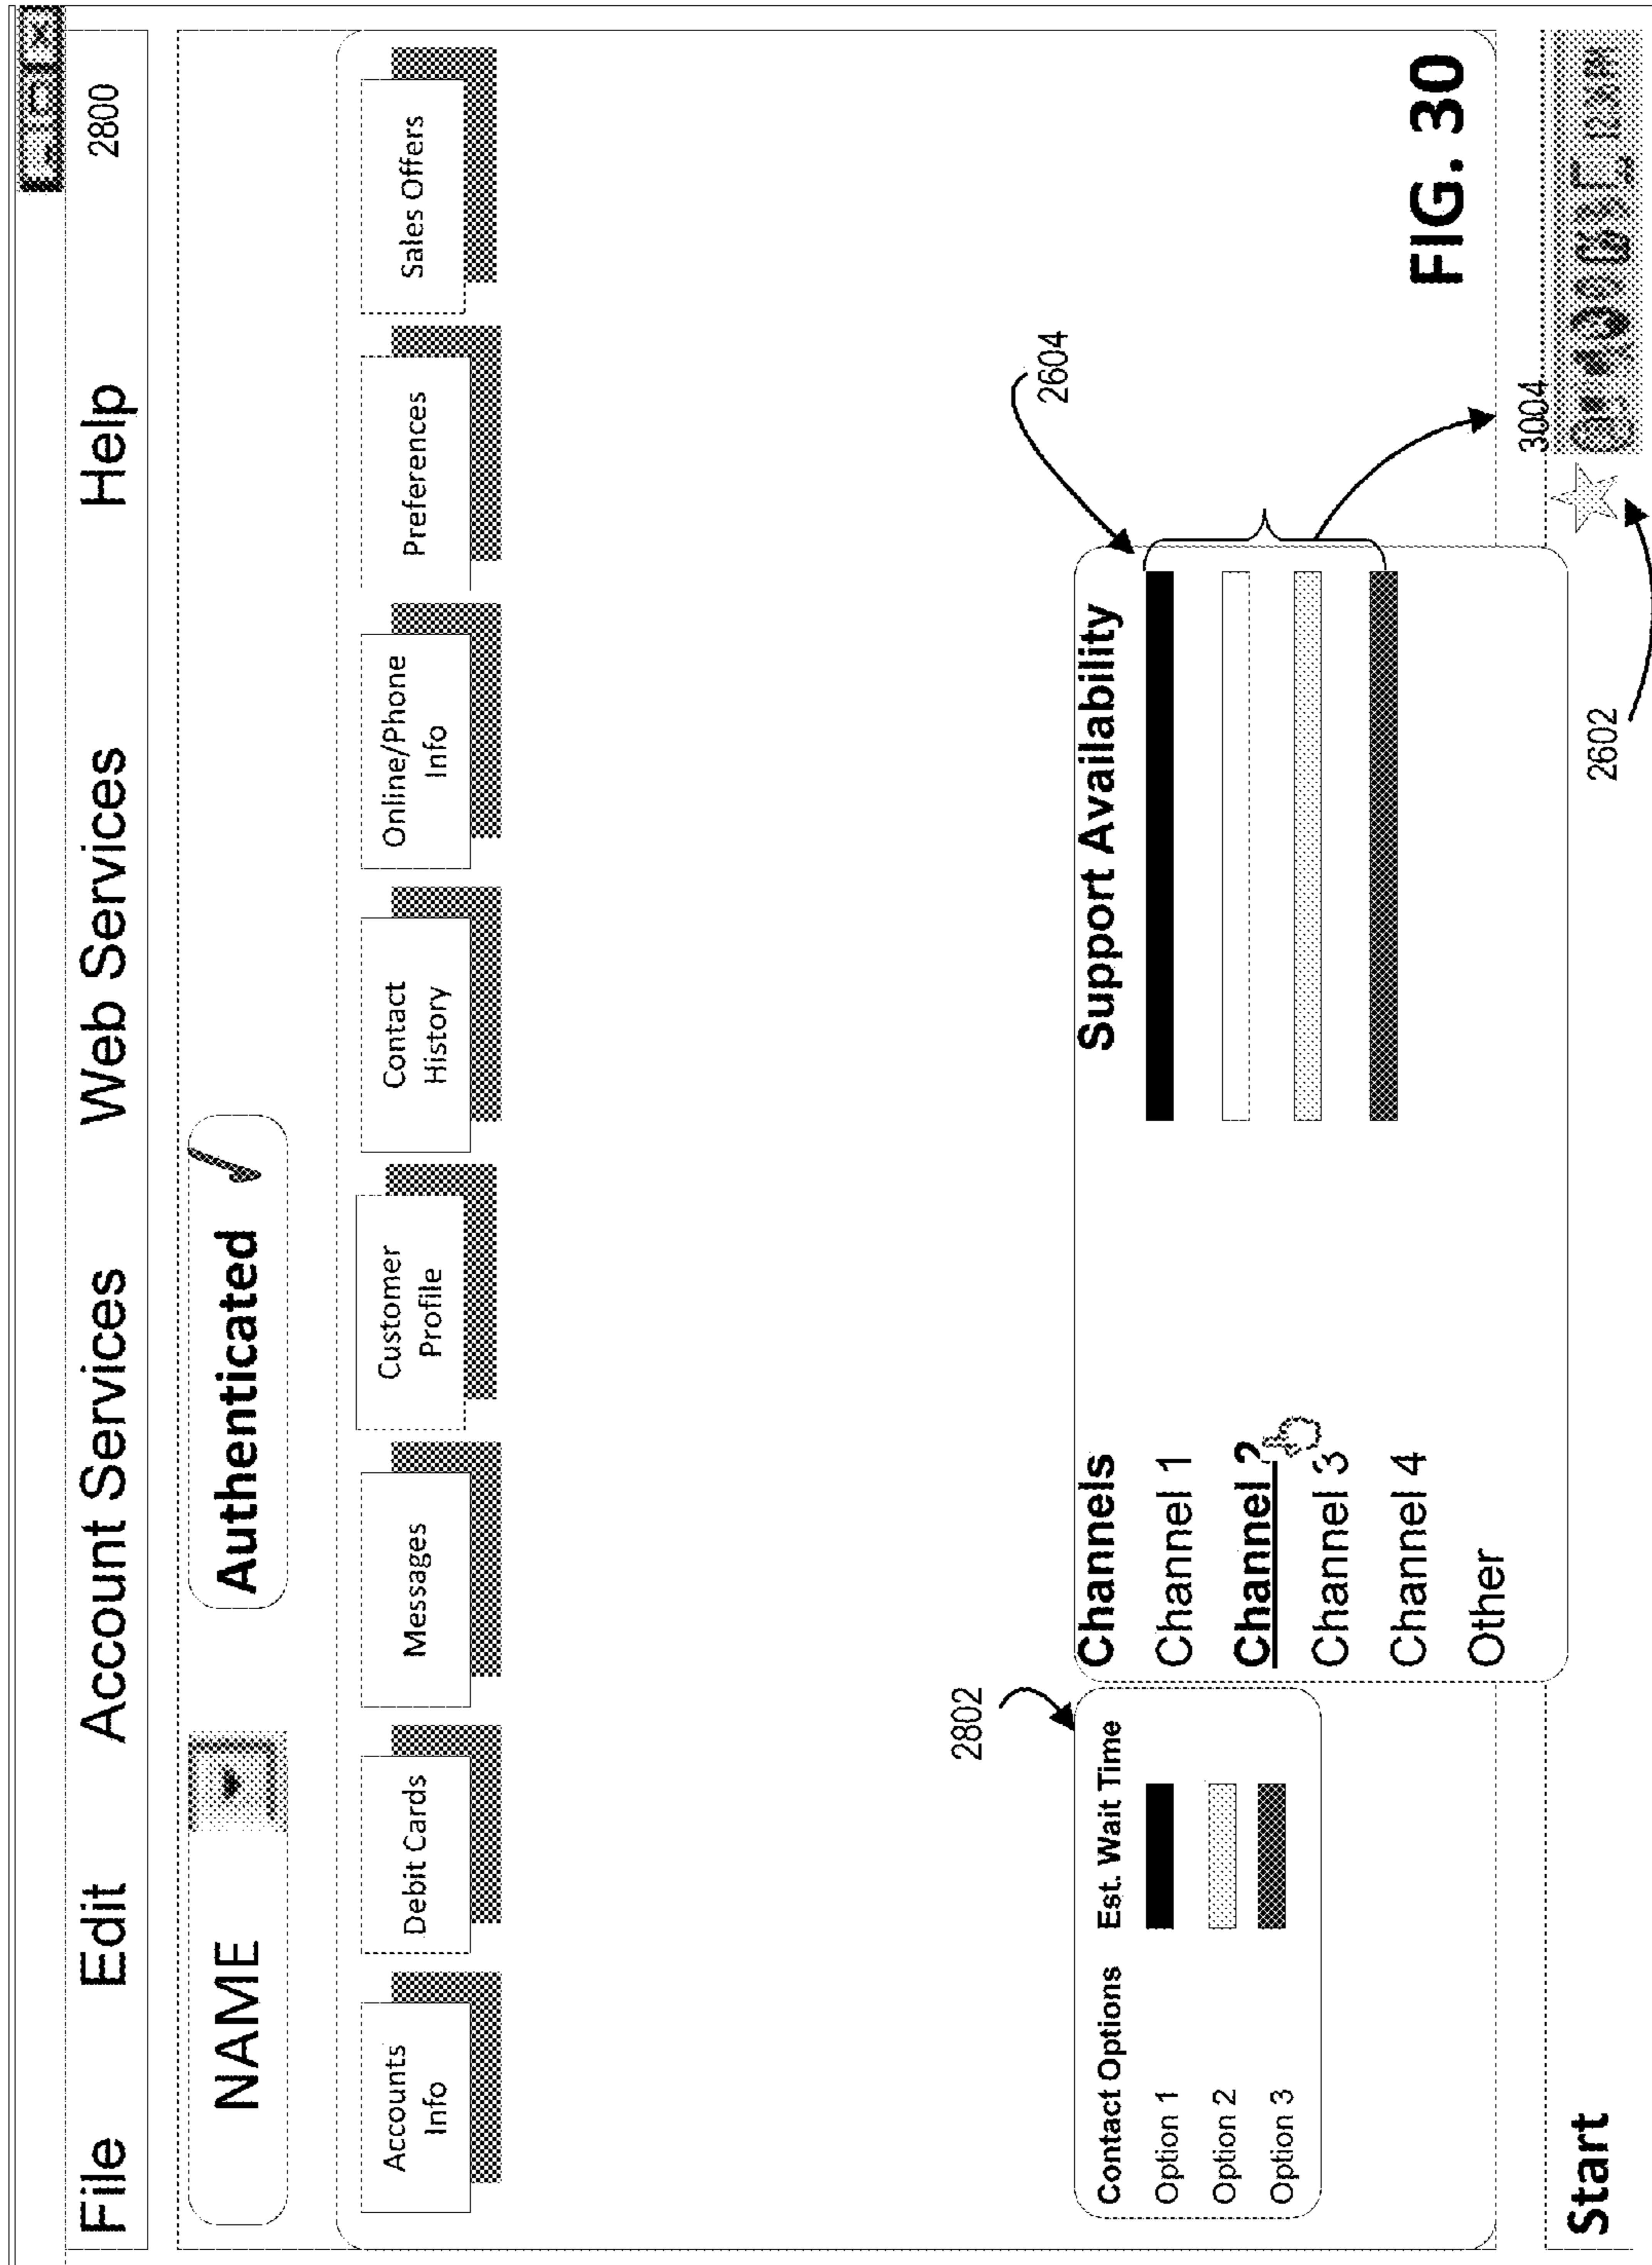 File Edit Account Services Web Services Help 2800
NAME Authenticated
Accounts
Info
Debit Cards
Messages
Customer
Profile
Contact
History
Online/Phone
Info
Preferences
Sales Offers
2802
2604
Contact Options Est. Wait Time
Option 1
Option 2
Option 3
Channels Support Availability
Channel 1
Channel 2
Channel 3
Channel 4
Other
3004
FIG. 30
Start
2602